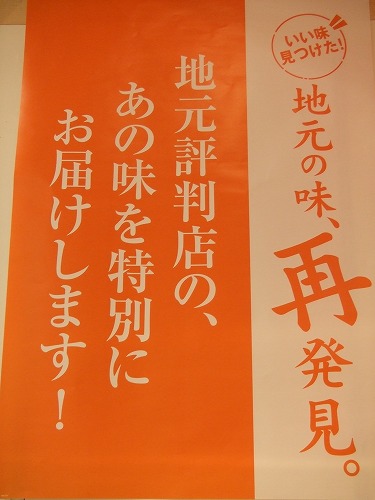 いい味
見つけた!
地元の味、再発見。
地元評判店の、
あの味を特別に
お届けします!